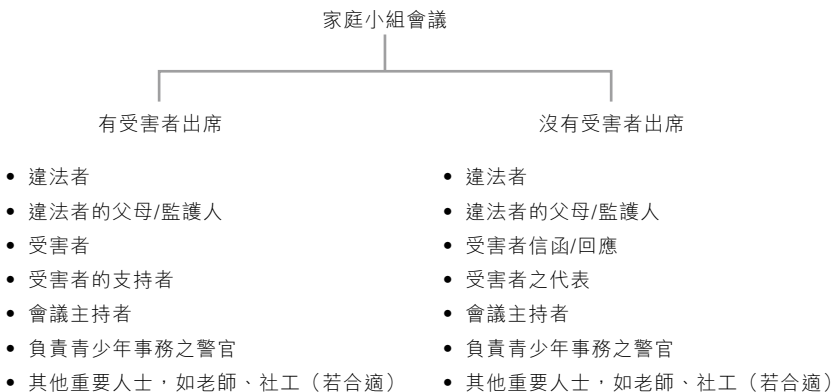 家庭小組會議
有受害者出席
• 違法者
• 違法者的父母/監護人
• 受害者
• 受害者的支持者
• 會議主持者
• 負責青少年事務之警官
• 其他重要人士，如老師、社工（若合適）
沒有受害者出席
• 違法者
• 違法者的父母/監護人
• 受害者信函/回應
• 受害者之代表
• 會議主持者
• 負責青少年事務之警官
• 其他重要人士，如老師、社工（若合適）